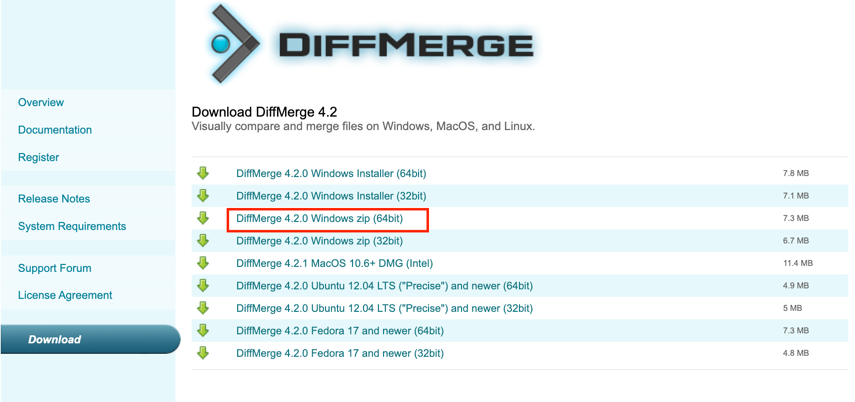 DIFFMERGE
Overview
Documentation
Register
Release Notes
System Requirements
Support Forum
License Agreement
Download
Download DiffMerge 4.2
Visually compare and merge files on Windows, MacOS, and Linux.
DiffMerge 4.2.0 Windows Installer (64bit) 7.8 MB
DiffMerge 4.2.0 Windows Installer (32bit) 7.1 MB
DiffMerge 4.2.0 Windows zip (64bit) 7.3 MB
DiffMerge 4.2.0 Windows zip (32bit) 6.7 MB
DiffMerge 4.2.1 MacOS 10.6+ DMG (Intel) 11.4 MB
DiffMerge 4.2.0 Ubuntu 12.04 LTS ("Precise") and newer (64bit) 4.9 MB
DiffMerge 4.2.0 Ubuntu 12.04 LTS ("Precise") and newer (32bit) 5 MB
DiffMerge 4.2.0 Fedora 17 and newer (64bit) 7.3 MB
DiffMerge 4.2.0 Fedora 17 and newer (32bit) 4.8 MB